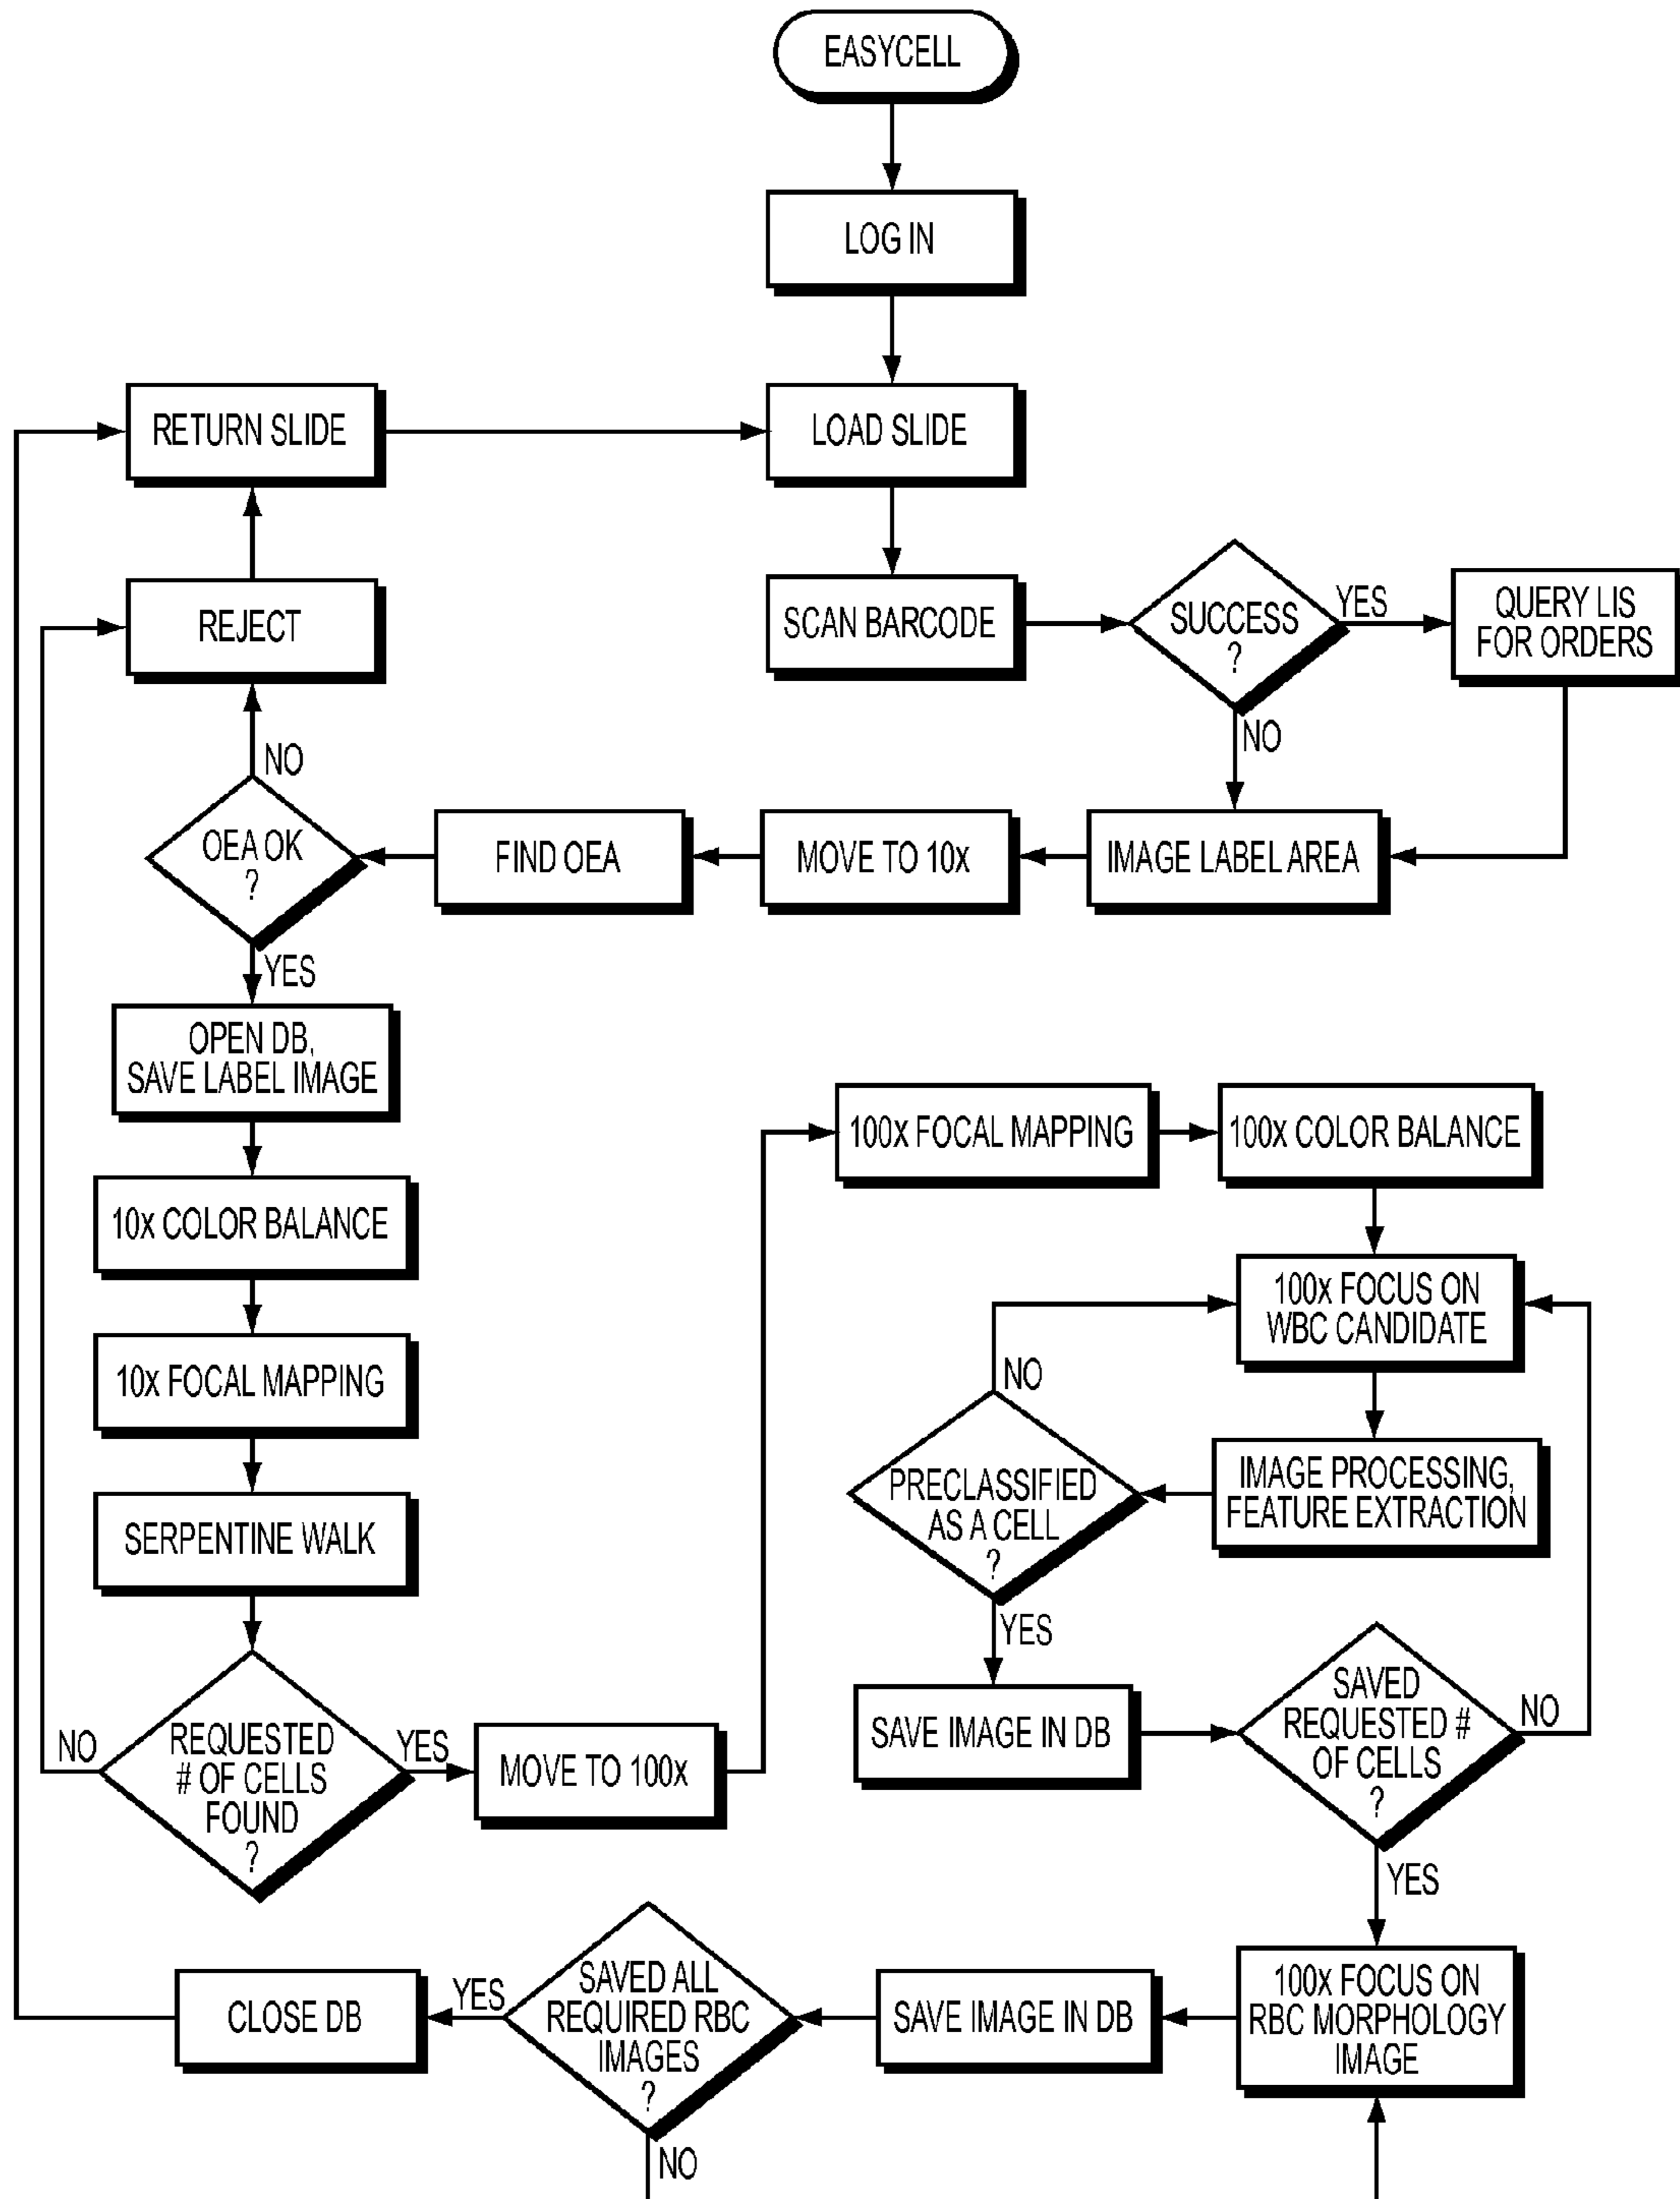 EASYCELL
LOG IN
RETURN SLIDE
LOAD SLIDE
REJECT
SCAN BARCODE
SUCCESS
?
YES
QUERY LIS
FOR ORDERS
NO
NO
OEA OK
?
FIND OEA
MOVE TO 10x
IMAGE LABEL AREA
YES
OPEN DB,
SAVE LABEL IMAGE
100x FOCAL MAPPING
100x COLOR BALANCE
10x COLOR BALANCE
100x FOCUS ON
WBC CANDIDATE
10x FOCAL MAPPING
NO
PRECLASSIFIED
AS A CELL
?
IMAGE PROCESSING,
FEATURE EXTRACTION
SERPENTINE WALK
YES
SAVE IMAGE IN DB
SAVED
REQUESTED #
OF CELLS
?
NO
NO
REQUESTED
# OF CELLS
FOUND
?
YES
MOVE TO 100x
YES
CLOSE DB
YES
SAVED ALL
REQUIRED RBC
IMAGES
?
SAVE IMAGE IN DB
100x FOCUS ON
RBC MORPHOLOGY
IMAGE
NO